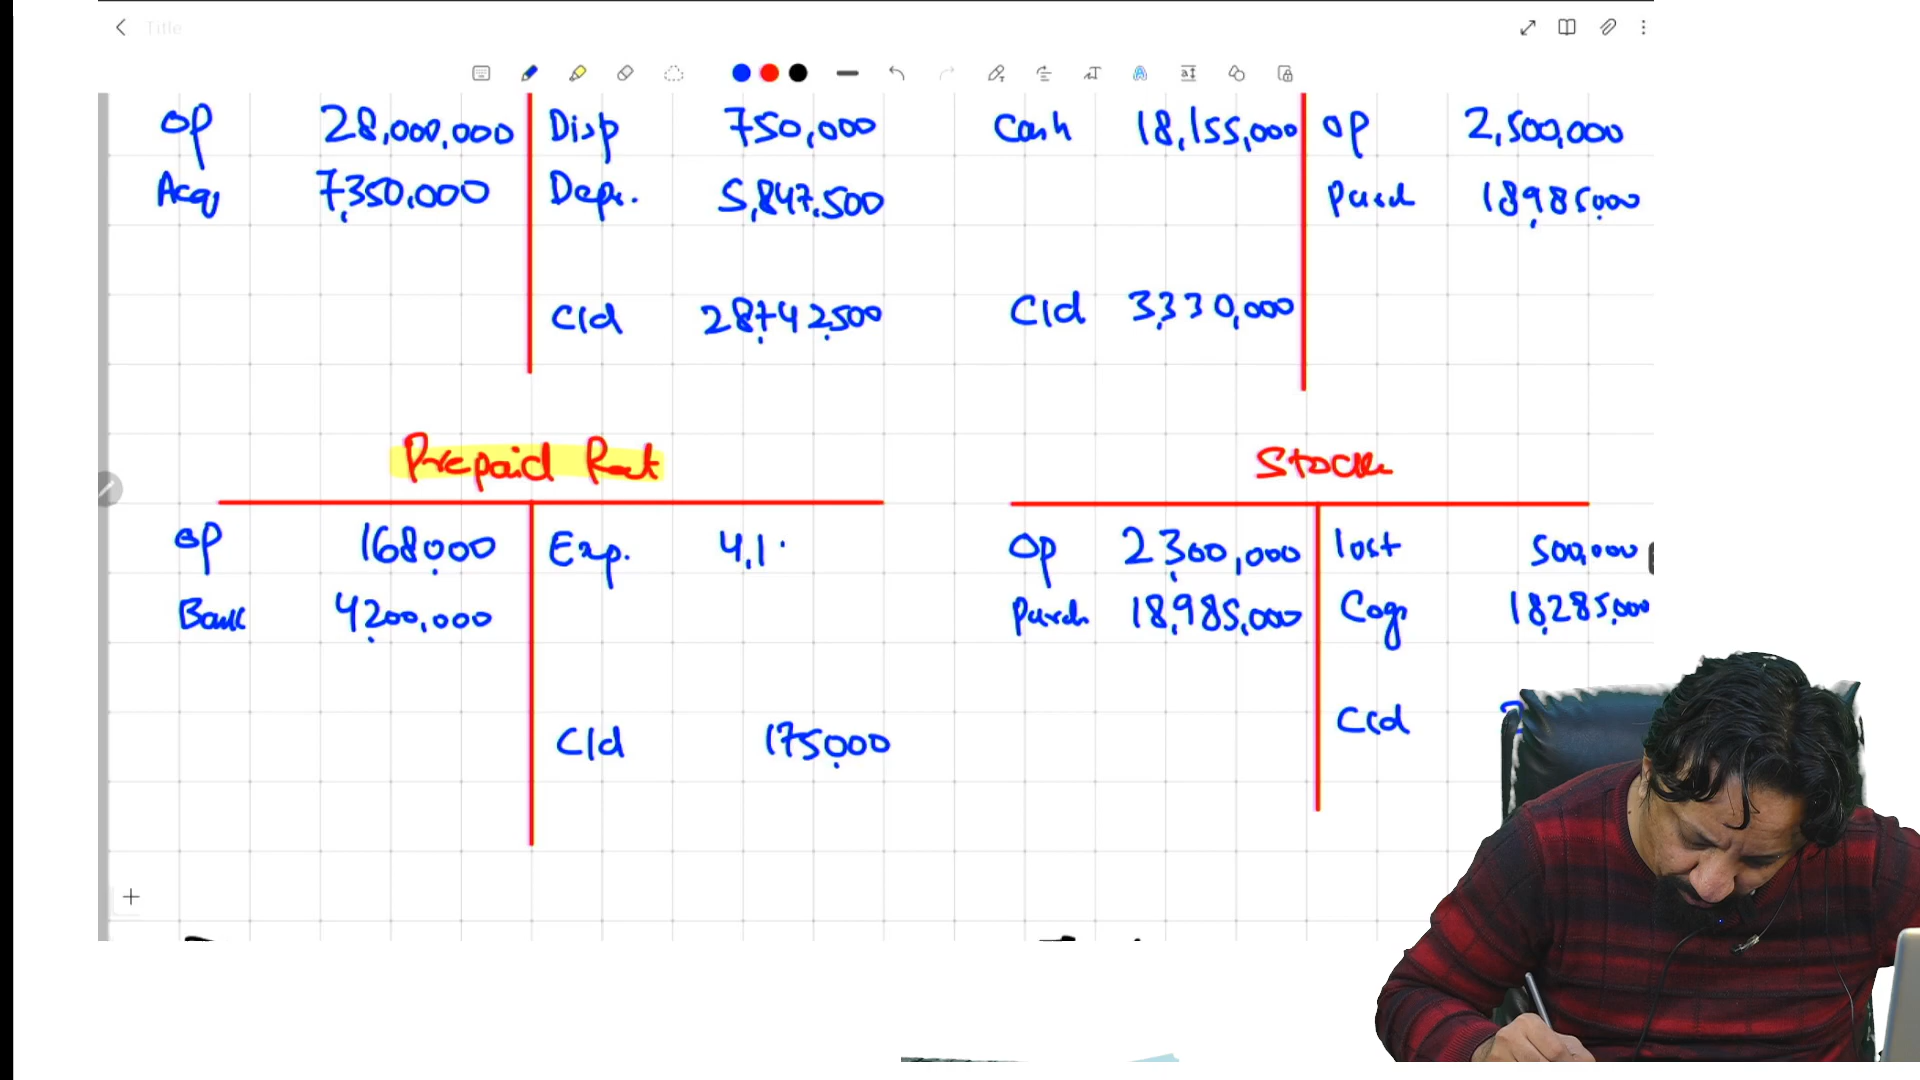 Title
OP 28,000,000 Disp 750,000
Acq 7,350,000 Depr. 5,847,500
C/d 28,742,500
Cash 18,155,000 OP 2,500,000
Purch 18,985,000
C/d 3,330,000
Prepaid Rent
OP 168,000 Exp. 4,1
Bank 4,200,000
C/d 175,000
Stock
OP 2,300,000 lost 500,000
Purch 18,985,000 Cogs 18,285,000
C/d